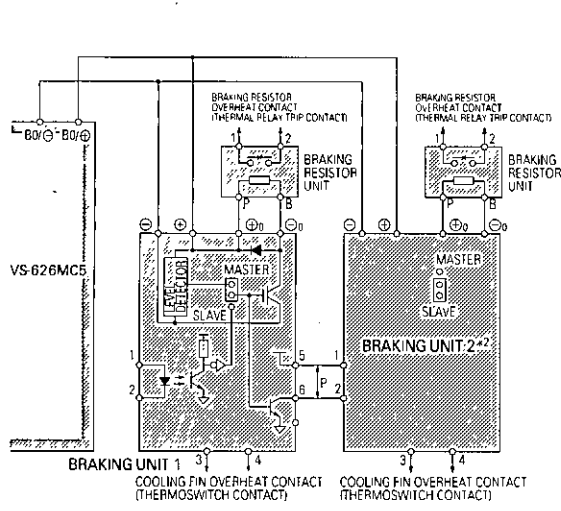 BRAKING RESISTOR
OVERHEAT CONTACT
(THERMAL RELAY TRIP CONTACT)
BRAKING RESISTOR
OVERHEAT CONTACT
(THERMAL RELAY TRIP CONTACT)
B0/⊖ B0/⊕
1 2
BRAKING
RESISTOR
UNIT
1 2
BRAKING
RESISTOR
UNIT
P B
P B
⊖ ⊕ ⊕0 ⊖0
⊖ ⊕ ⊕0 ⊖0
VS-626MC5
LEVEL
DETECTOR
MASTER
SLAVE
MASTER
SLAVE
BRAKING UNIT 2*2
1
2
5
6
P
1
2
BRAKING UNIT 1
3 4
3 4
COOLING FIN OVERHEAT CONTACT
(THERMOSWITCH CONTACT)
COOLING FIN OVERHEAT CONTACT
(THERMOSWITCH CONTACT)